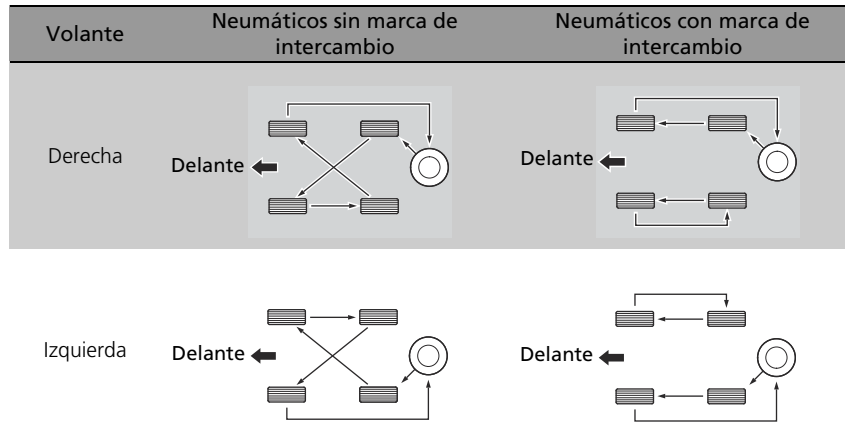 Volante
Neumáticos sin marca de
intercambio
Neumáticos con marca de
intercambio
Derecha
Delante
Delante
Izquierda
Delante
Delante